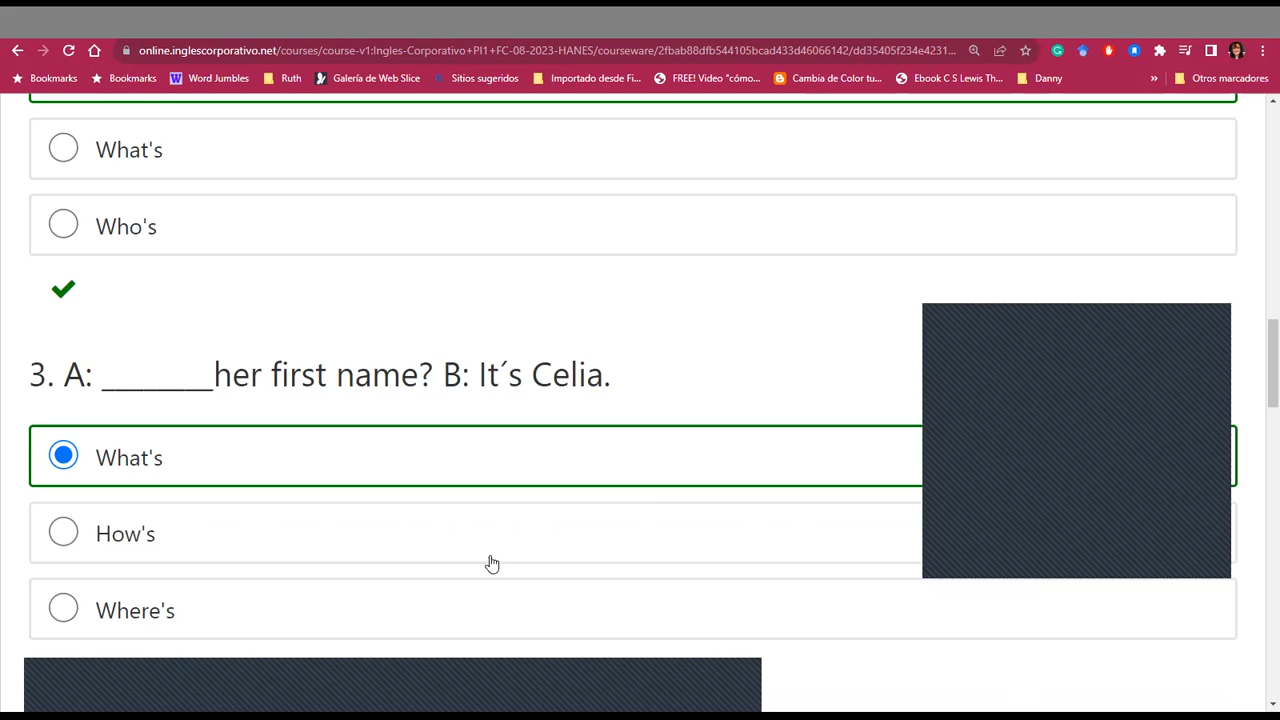 online.inglescorporativo.net/courses/course-v1:Ingles-Corporativo+PI1+FC-08-2023-HANES/courseware/2fbab88dfb544105bcad433d46066142/dd35405f234e4231...
Bookmarks Bookmarks Word Jumbles Ruth Galería de Web Slice Sitios sugeridos Importado desde Fi... FREE! Video "cómo... Cambia de Color tu... Ebook C S Lewis Th... Danny » Otros marcadores
What's
Who's
3. A: ________her first name? B: It´s Celia.
What's
How's
Where's